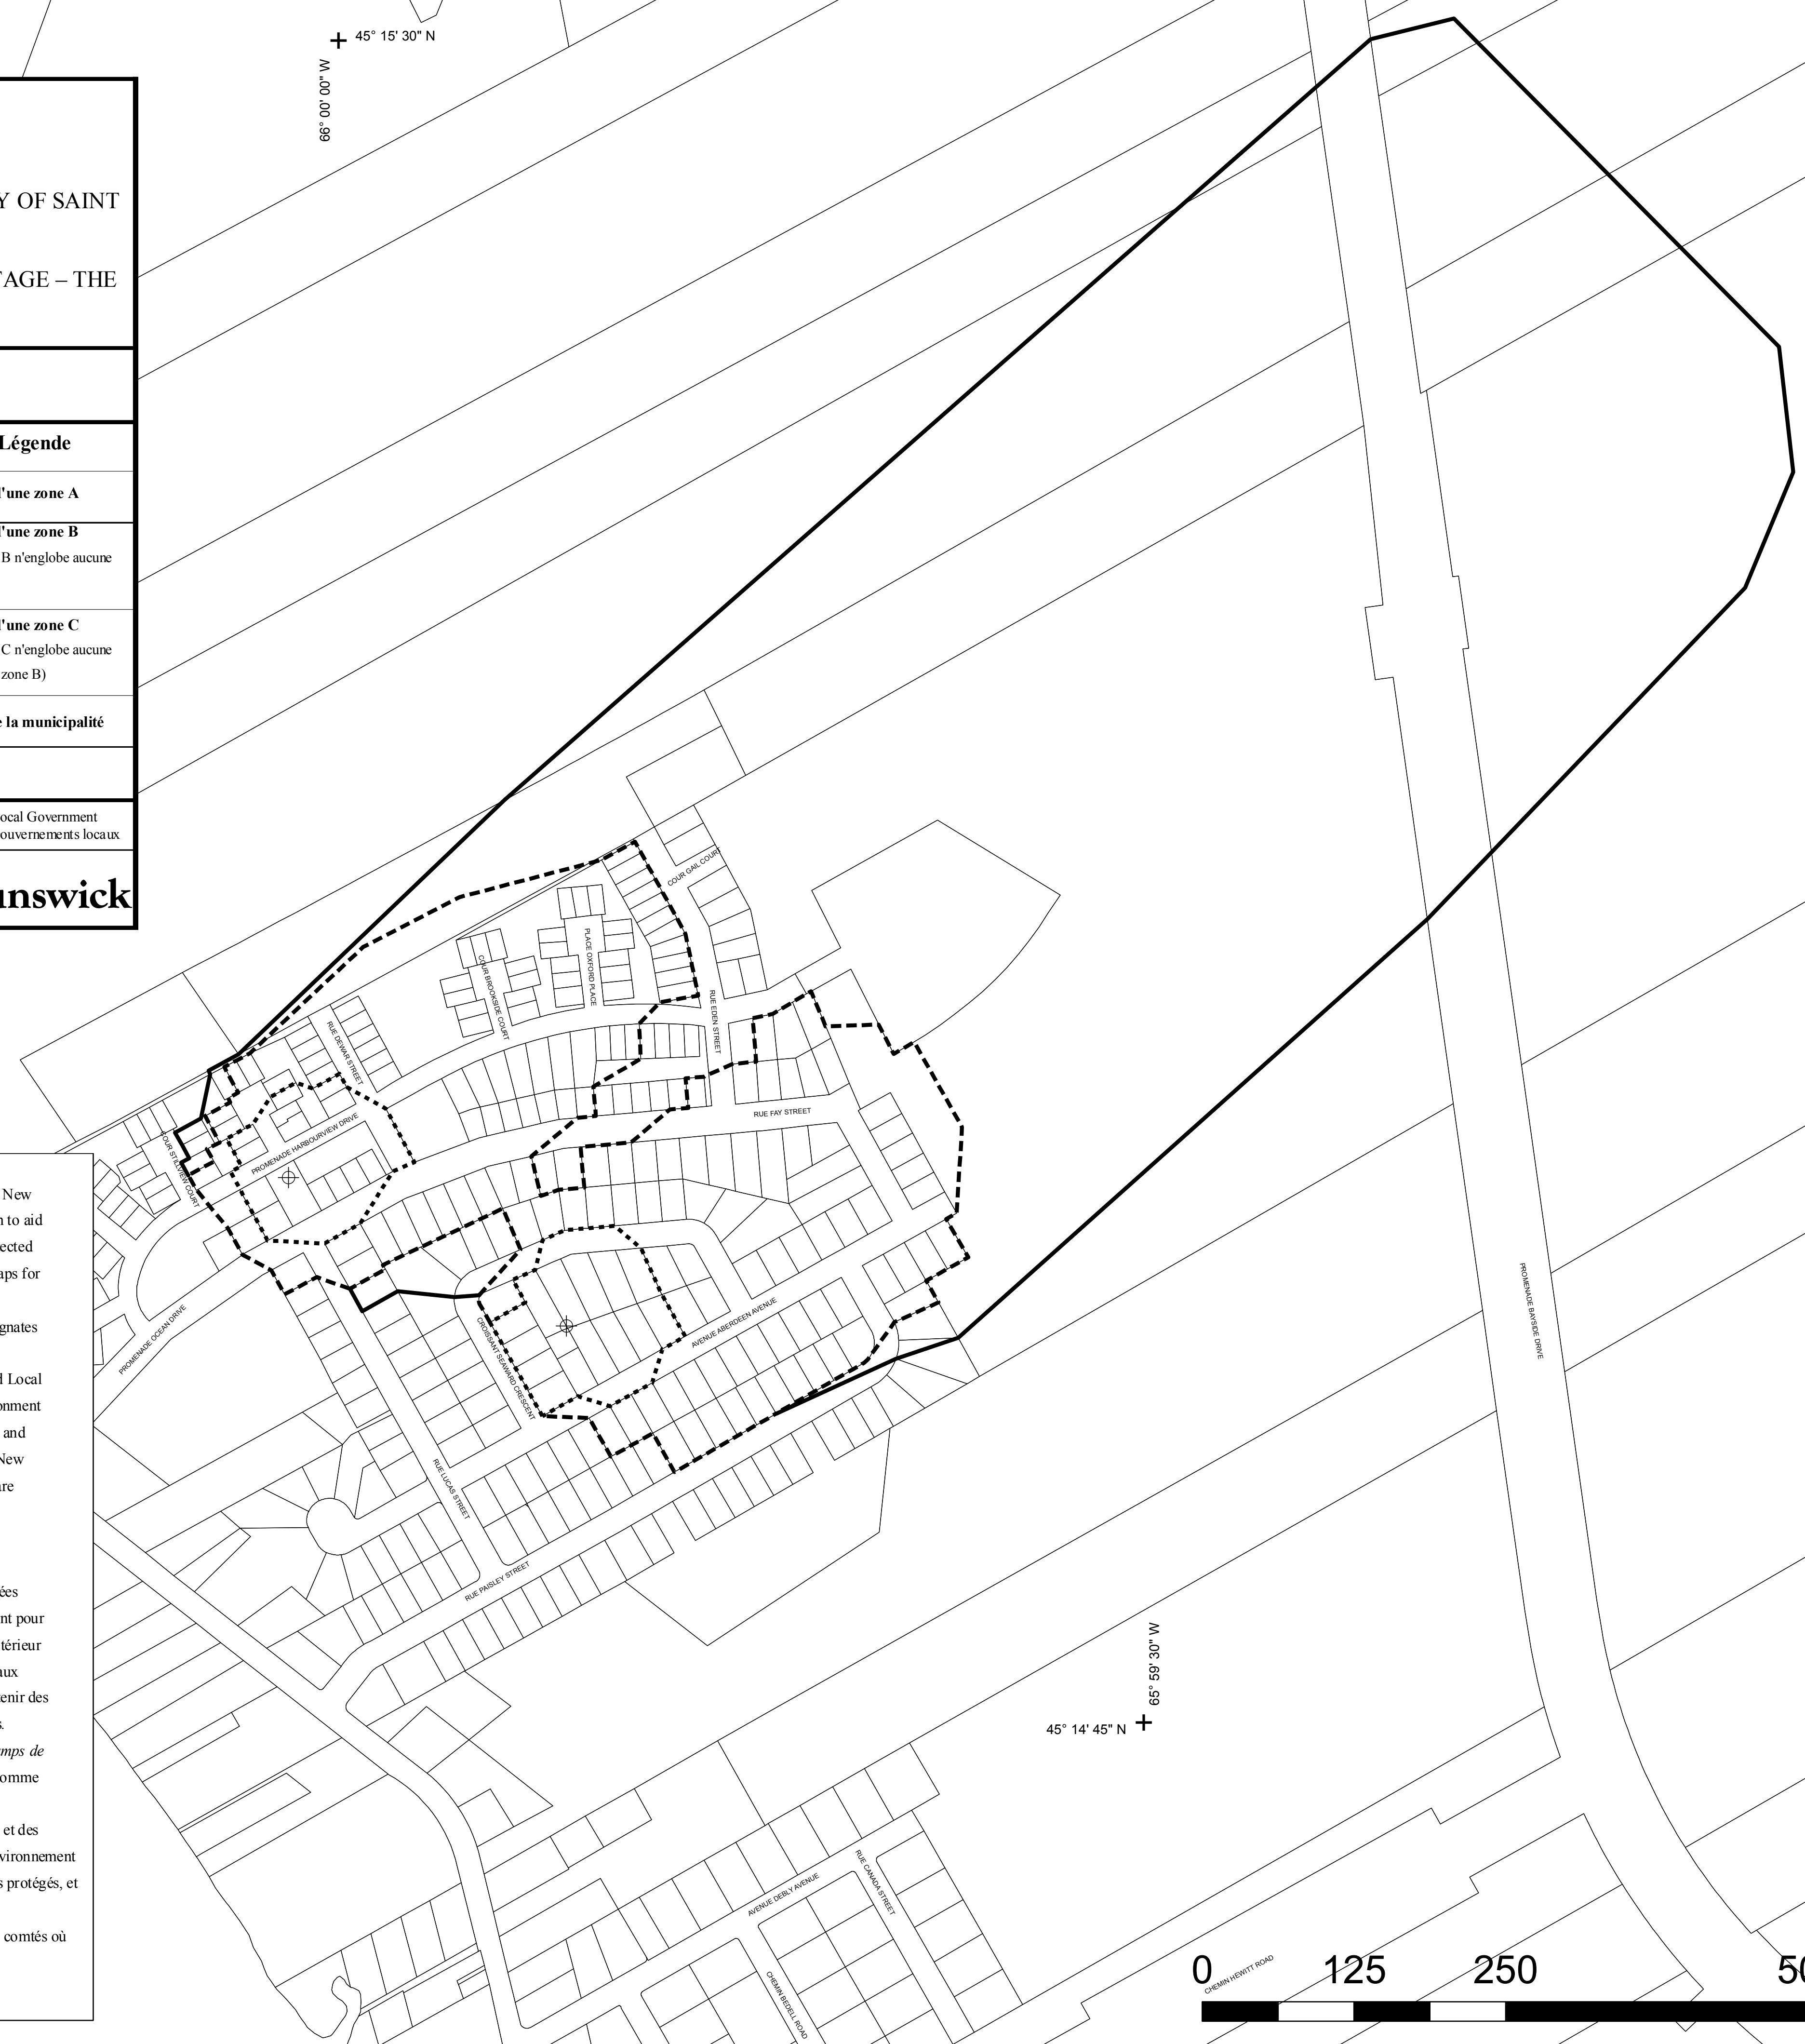 45° 15' 30" N
66° 00' 00" W
Y OF SAINT
TAGE – THE
Légende
d'une zone A
d'une zone B
B n'englobe aucune
d'une zone C
C n'englobe aucune
zone B)
e la municipalité
ocal Government
ouvernements locaux
unswick
New
n to aid
ected
aps for
gnates
d Local
onment
and
New
are
ées
nt pour
térieur
aux
enir des
s.
mps de
omme
et des
vironnement
s protégés, et
comtés où
COUR GAIL COURT
PLACE OXFORD PLACE
COUR BROOKSIDE COURT
RUE EDEN STREET
RUE DEWAR STREET
RUE FAY STREET
PROMENADE HARBOURVIEW DRIVE
COUR STILLVIEW COURT
PROMENADE OCEAN DRIVE
CROISSANT SEAWARD CRESCENT
AVENUE ABERDEEN AVENUE
PROMENADE BAYSIDE DRIVE
RUE LUCAS STREET
RUE PAISLEY STREET
65° 59' 30" W
45° 14' 45" N
AVENUE DEBLY AVENUE
RUE CANADA STREET
CHEMIN BEDELL ROAD
CHEMIN HEWITT ROAD
0 125 250 50